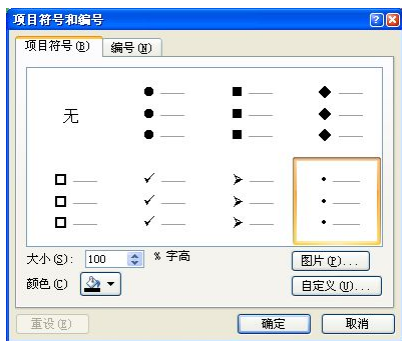 项目符号和编号
项目符号(B) 编号(N)
无
大小(S): 100 % 字高
图片(P)...
颜色(C)
自定义(U)...
重设(E) 确定 取消